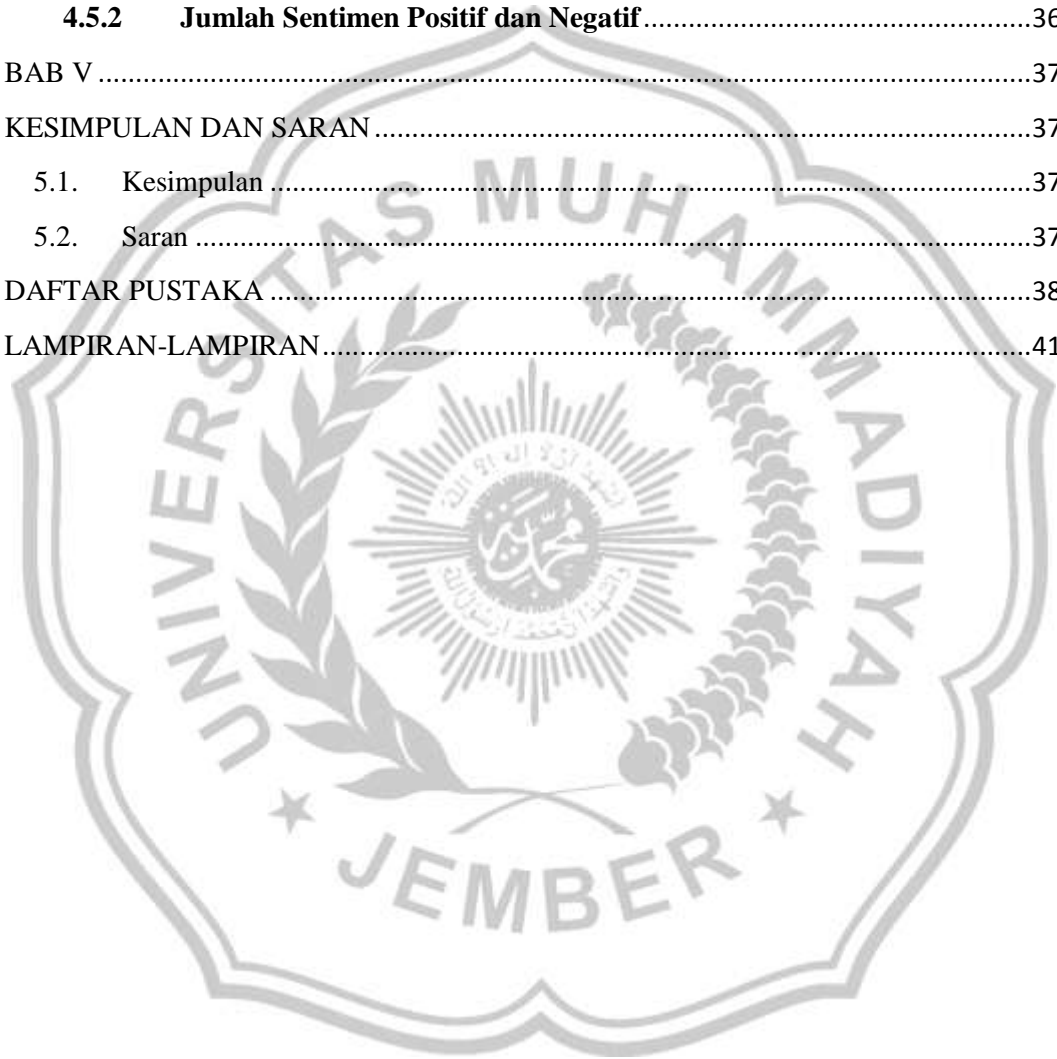 4.5.2 Jumlah Sentimen Positif dan Negatif........................................36
BAB V........................................37
KESIMPULAN DAN SARAN........................................37
5.1. Kesimpulan........................................37
5.2. Saran........................................37
DAFTAR PUSTAKA........................................38
LAMPIRAN-LAMPIRAN........................................41
UNIVERSITAS MUHAMMADIYAH
★ JEMBER ★